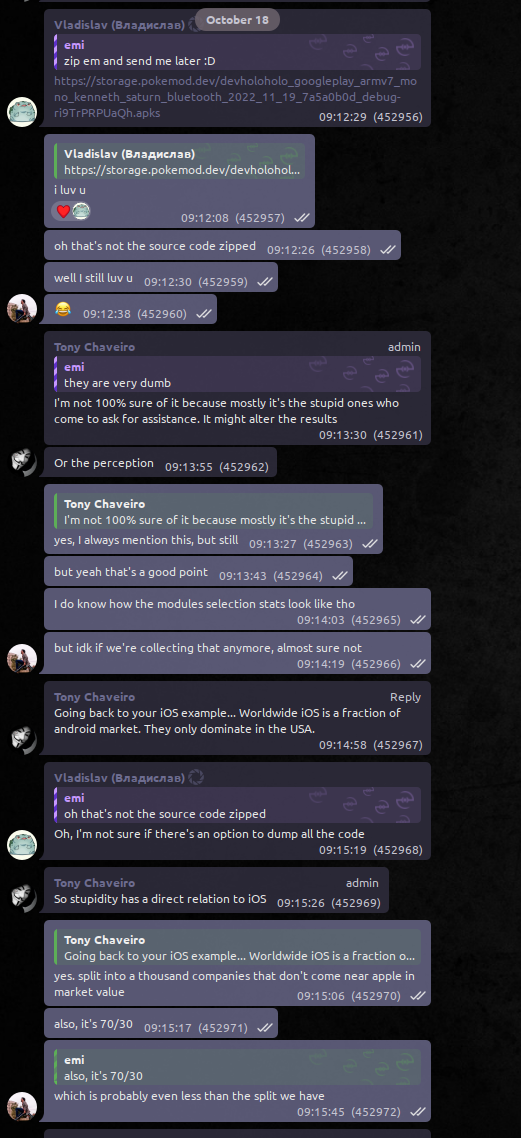 October 18
Vladislav (Владислав)
emi
zip em and send me later :D
https://storage.pokemod.dev/devholoholo_googleplay_armv7_mo
no_kenneth_saturn_bluetooth_2022_11_19_7a5a0b0d_debug-
ri9TrPRPUaQh.apks
09:12:29 (452956)
Vladislav (Владислав)
https://storage.pokemod.dev/devholohol...
i luv u
❤️ 09:12:08 (452957)
oh that's not the source code zipped 09:12:26 (452958)
well I still luv u 09:12:30 (452959)
😂 09:12:38 (452960)
Tony Chaveiro admin
emi
they are very dumb
I'm not 100% sure of it because mostly it's the stupid ones who
come to ask for assistance. It might alter the results
09:13:30 (452961)
Or the perception 09:13:55 (452962)
Tony Chaveiro
I'm not 100% sure of it because mostly it's the stupid ...
yes, I always mention this, but still 09:13:27 (452963)
but yeah that's a good point 09:13:43 (452964)
I do know how the modules selection stats look like tho
09:14:03 (452965)
but idk if we're collecting that anymore, almost sure not
09:14:19 (452966)
Tony Chaveiro Reply
Going back to your iOS example... Worldwide iOS is a fraction of
android market. They only dominate in the USA.
09:14:58 (452967)
Vladislav (Владислав)
emi
oh that's not the source code zipped
Oh, I'm not sure if there's an option to dump all the code
09:15:19 (452968)
Tony Chaveiro admin
So stupidity has a direct relation to iOS 09:15:26 (452969)
Tony Chaveiro
Going back to your iOS example... Worldwide iOS is a fraction o...
yes. split into a thousand companies that don't come near apple in
market value 09:15:06 (452970)
also, it's 70/30 09:15:17 (452971)
emi
also, it's 70/30
which is probably even less than the split we have
09:15:45 (452972)